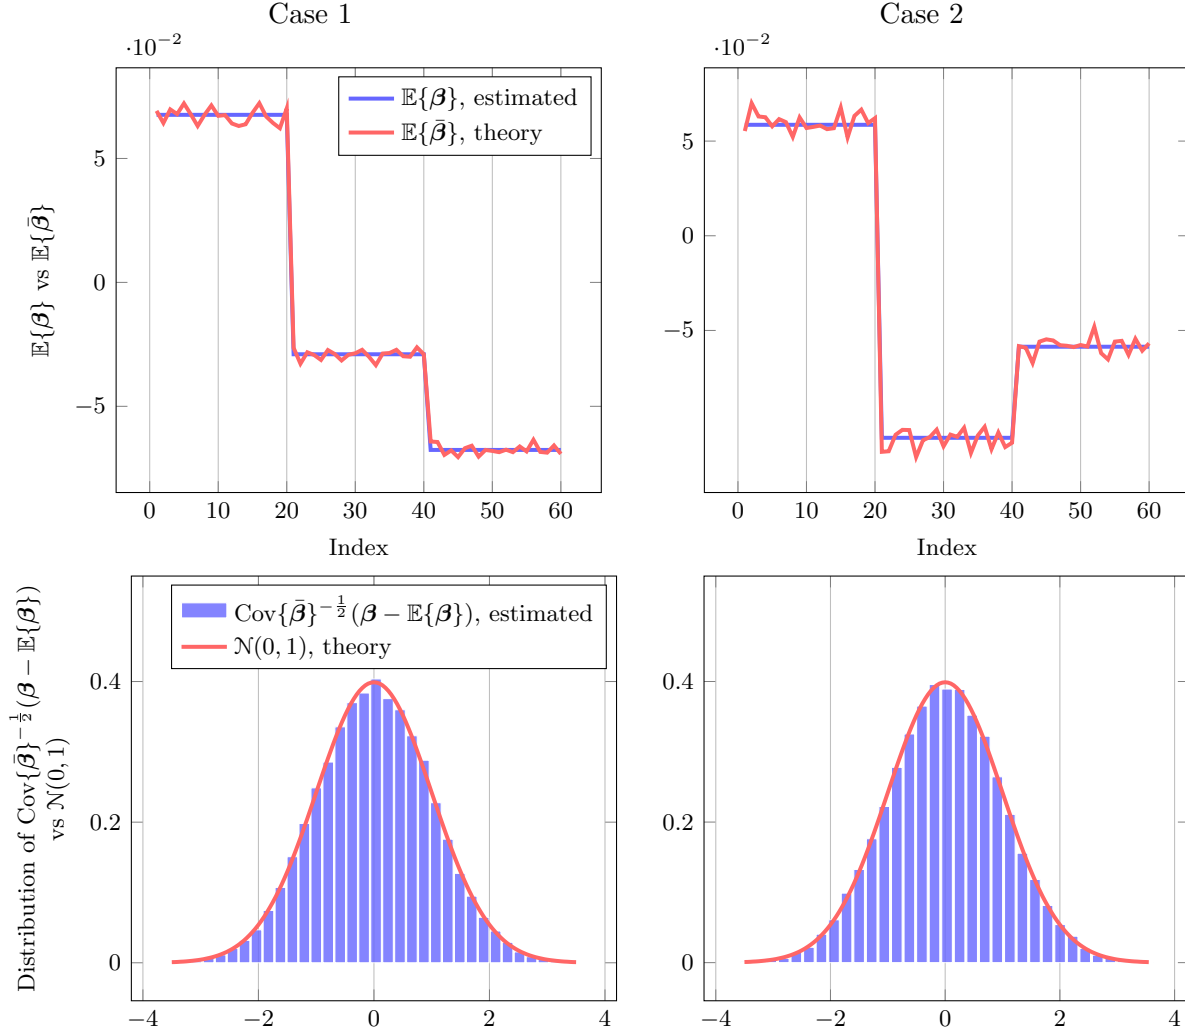 Case 1
Case 2
·10⁻²
·10⁻²
𝔼{β}, estimated
𝔼{β̄}, theory
5
0
−5
𝔼{β} vs 𝔼{β̄}
0 10 20 30 40 50 60
Index
5
0
−5
0 10 20 30 40 50 60
Index
Cov{β̄}^{−1/2}(β − 𝔼{β}), estimated
𝒩(0, 1), theory
Distribution of Cov{β̄}^{−1/2}(β − 𝔼{β})
vs 𝒩(0, 1)
0.4
0.2
0
−4 −2 0 2 4
0.4
0.2
0
−4 −2 0 2 4